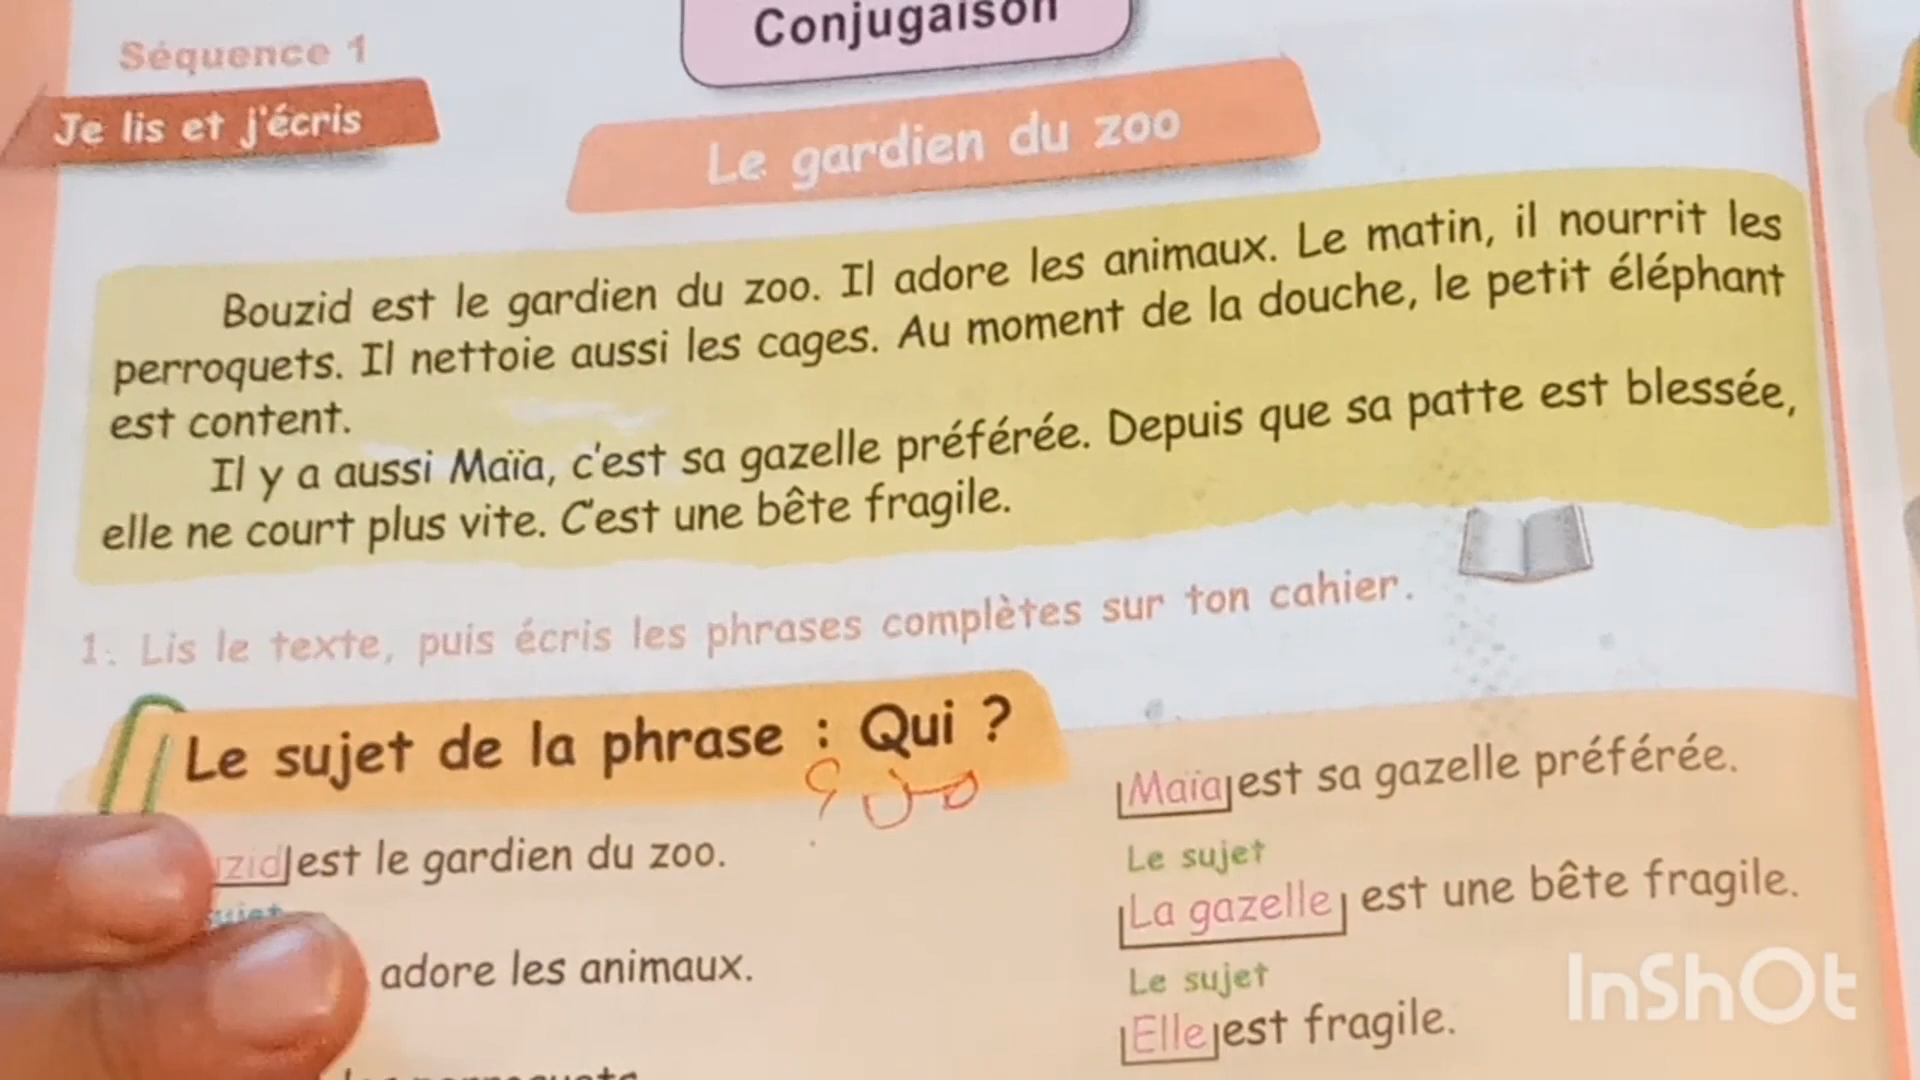 Conjugaison
Séquence 1
Je lis et j'écris
Le gardien du zoo
Bouzid est le gardien du zoo. Il adore les animaux. Le matin, il nourrit les
perroquets. Il nettoie aussi les cages. Au moment de la douche, le petit éléphant
est content.
Il y a aussi Maïa, c'est sa gazelle préférée. Depuis que sa patte est blessée,
elle ne court plus vite. C'est une bête fragile.
1. Lis le texte, puis écris les phrases complètes sur ton cahier.
Le sujet de la phrase : Qui ?
est le gardien du zoo.
adore les animaux.
Maïa est sa gazelle préférée.
Le sujet
La gazelle est une bête fragile.
Le sujet
Elle est fragile.
InShOt